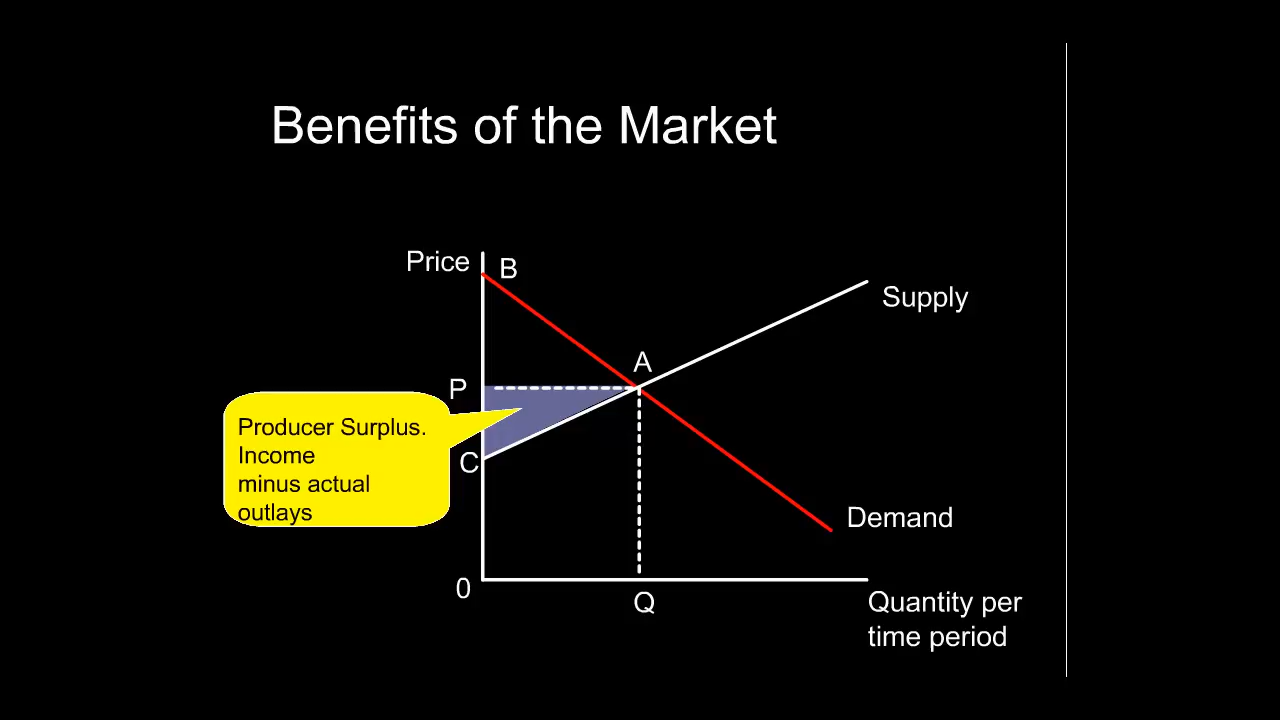 Benefits of the Market
Price
B
Supply
A
P
Producer Surplus.
Income
minus actual
outlays
C
Demand
0
Q
Quantity per
time period